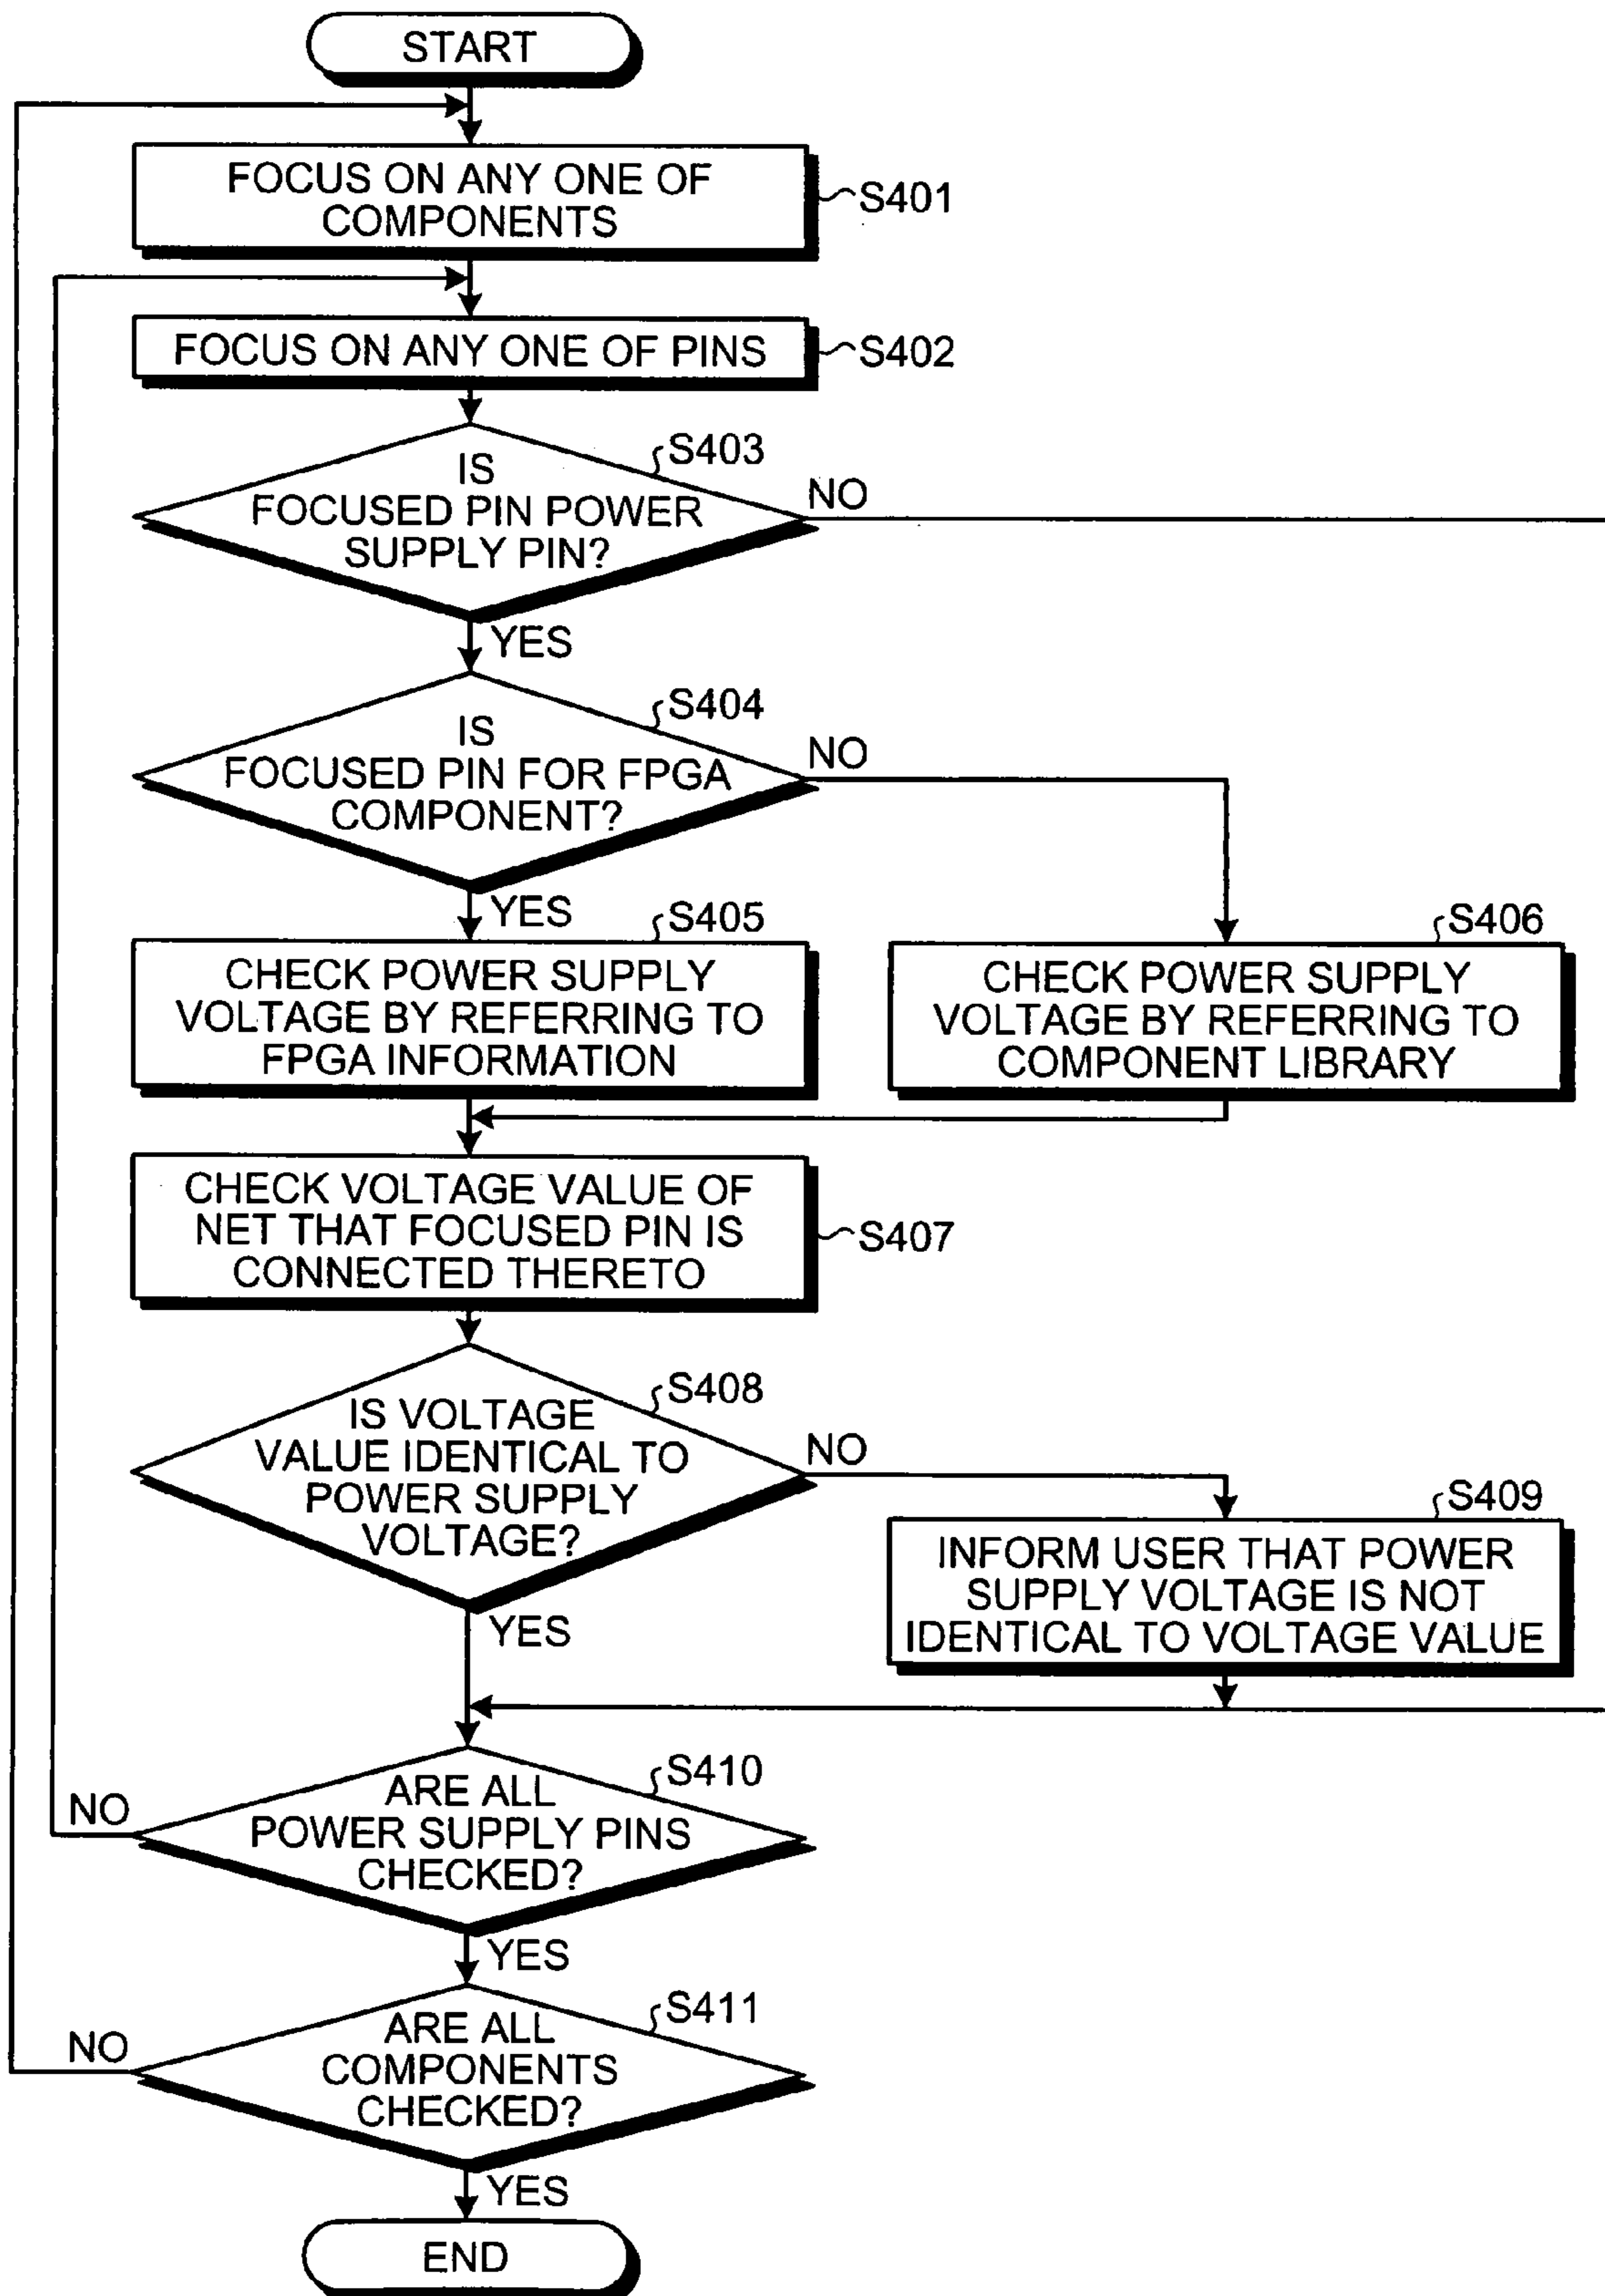 START
FOCUS ON ANY ONE OF
COMPONENTS
S401
FOCUS ON ANY ONE OF PINS
S402
S403
IS
FOCUSED PIN POWER
SUPPLY PIN?
NO
YES
S404
IS
FOCUSED PIN FOR FPGA
COMPONENT?
NO
YES
S405
CHECK POWER SUPPLY
VOLTAGE BY REFERRING TO
FPGA INFORMATION
S406
CHECK POWER SUPPLY
VOLTAGE BY REFERRING TO
COMPONENT LIBRARY
CHECK VOLTAGE VALUE OF
NET THAT FOCUSED PIN IS
CONNECTED THERETO
S407
S408
IS VOLTAGE
VALUE IDENTICAL TO
POWER SUPPLY
VOLTAGE?
NO
YES
S409
INFORM USER THAT POWER
SUPPLY VOLTAGE IS NOT
IDENTICAL TO VOLTAGE VALUE
S410
ARE ALL
POWER SUPPLY PINS
CHECKED?
NO
YES
S411
ARE ALL
COMPONENTS
CHECKED?
NO
YES
END